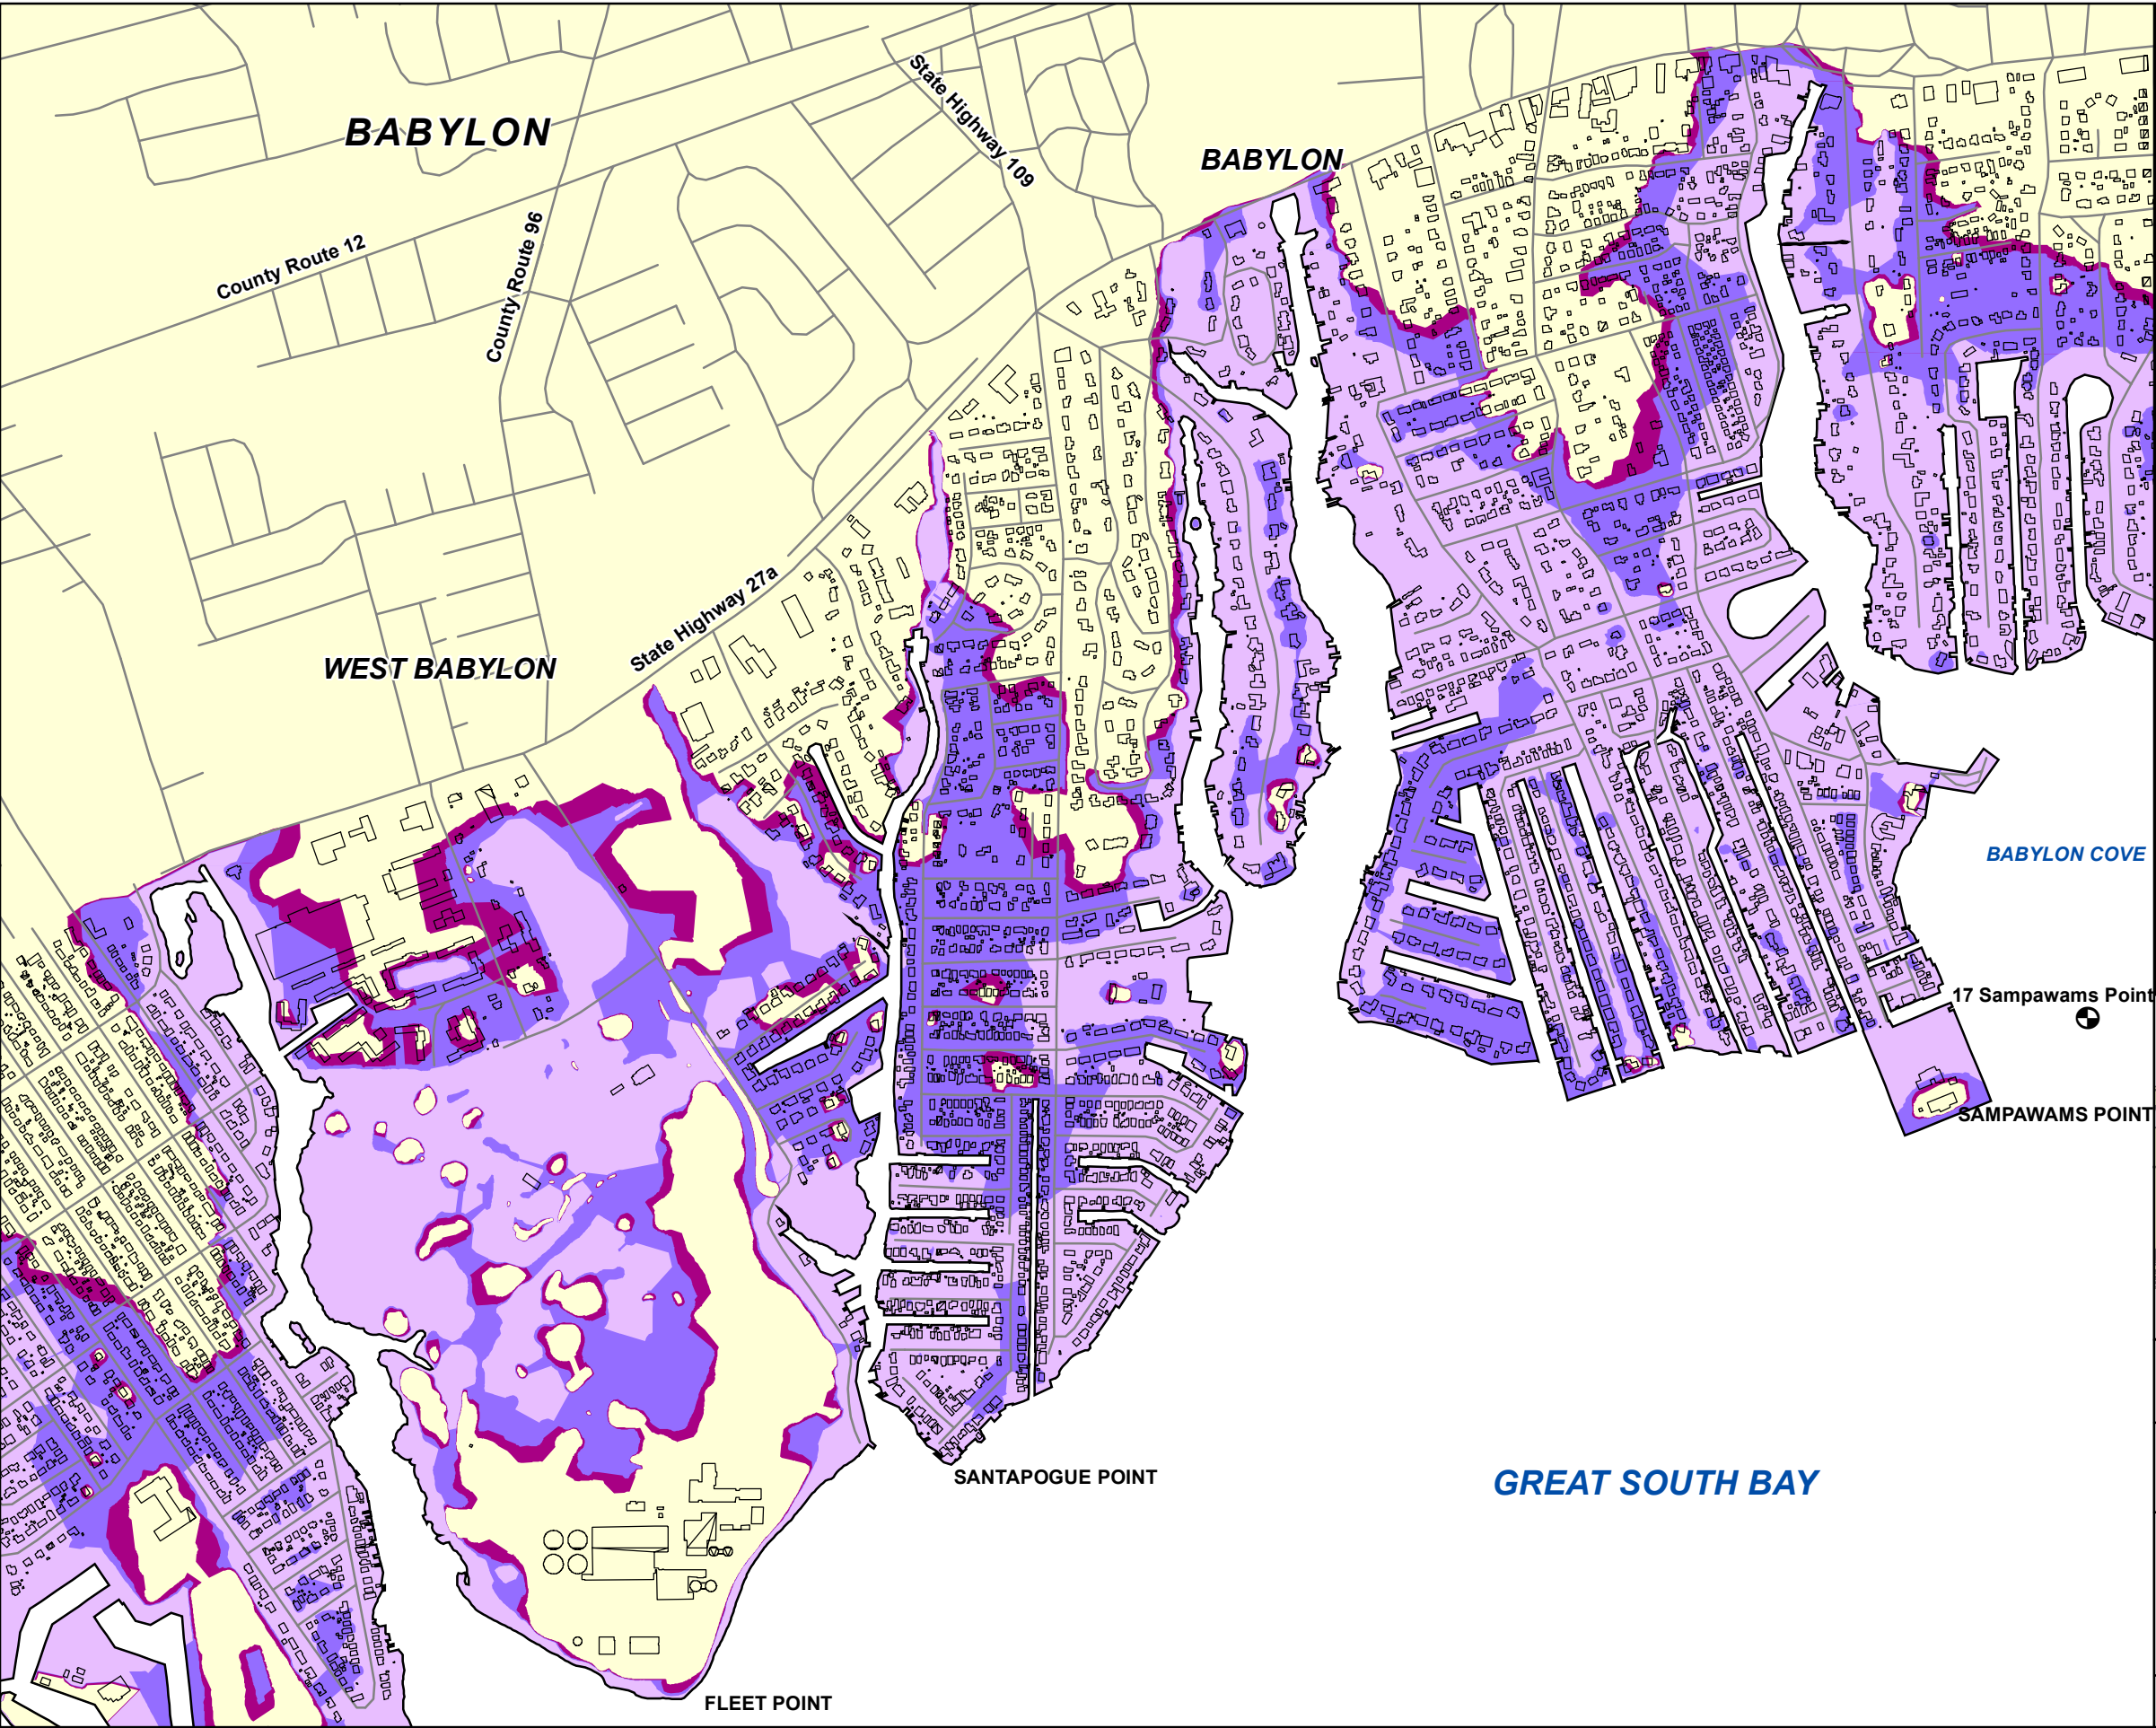 State Highway 109
BABYLON
BABYLON
County Route 12
County Route 96
State Highway 27a
WEST BABYLON
BABYLON COVE
17 Sampawams Point
SAMPAWAMS POINT
SANTAPOGUE POINT
GREAT SOUTH BAY
FLEET POINT